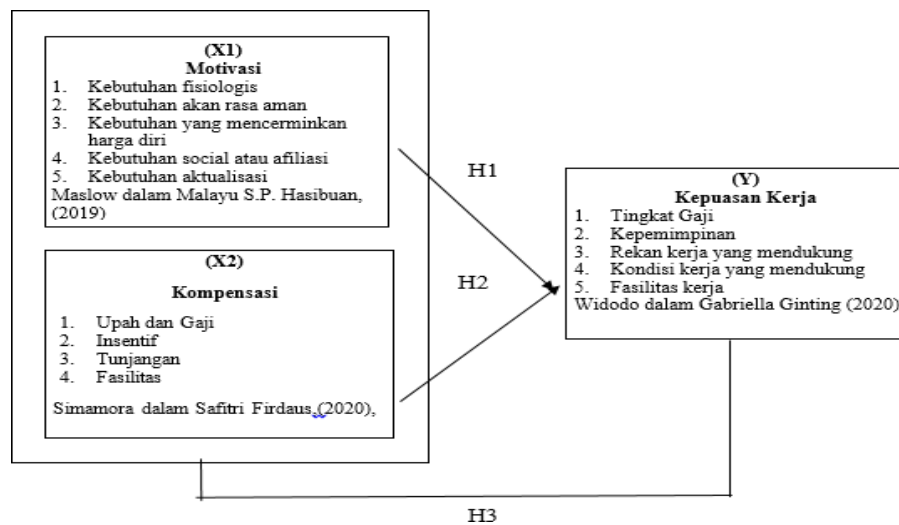 (X1)
Motivasi
1. Kebutuhan fisiologis
2. Kebutuhan akan rasa aman
3. Kebutuhan yang mencerminkan
harga diri
4. Kebutuhan social atau afiliasi
5. Kebutuhan aktualisasi
Maslow dalam Malayu S.P. Hasibuan,
(2019)
(X2)
Kompensasi
1. Upah dan Gaji
2. Insentif
3. Tunjangan
4. Fasilitas
Simamora dalam Safitri Firdaus,(2020),
H1
H2
(Y)
Kepuasan Kerja
1. Tingkat Gaji
2. Kepemimpinan
3. Rekan kerja yang mendukung
4. Kondisi kerja yang mendukung
5. Fasilitas kerja
Widodo dalam Gabriella Ginting (2020)
H3